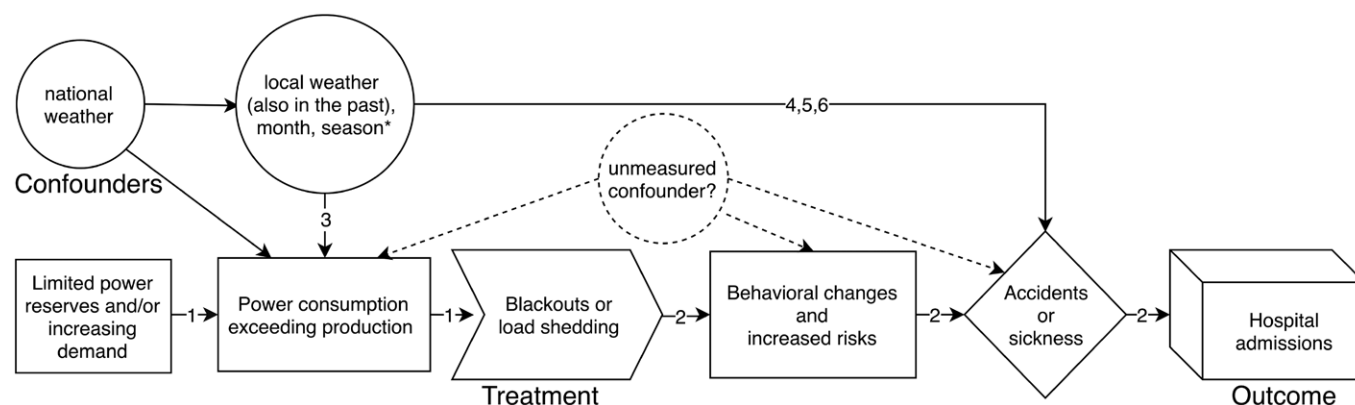 national
weather
local weather
(also in the past),
month, season*
4,5,6
Confounders
unmeasured
confounder?
3
Limited power
reserves and/or
increasing
demand
1
Power consumption
exceeding production
1
Blackouts or
load shedding
2
Behavioral changes
and
increased risks
2
Accidents
or
sickness
2
Hospital
admissions
Treatment
Outcome